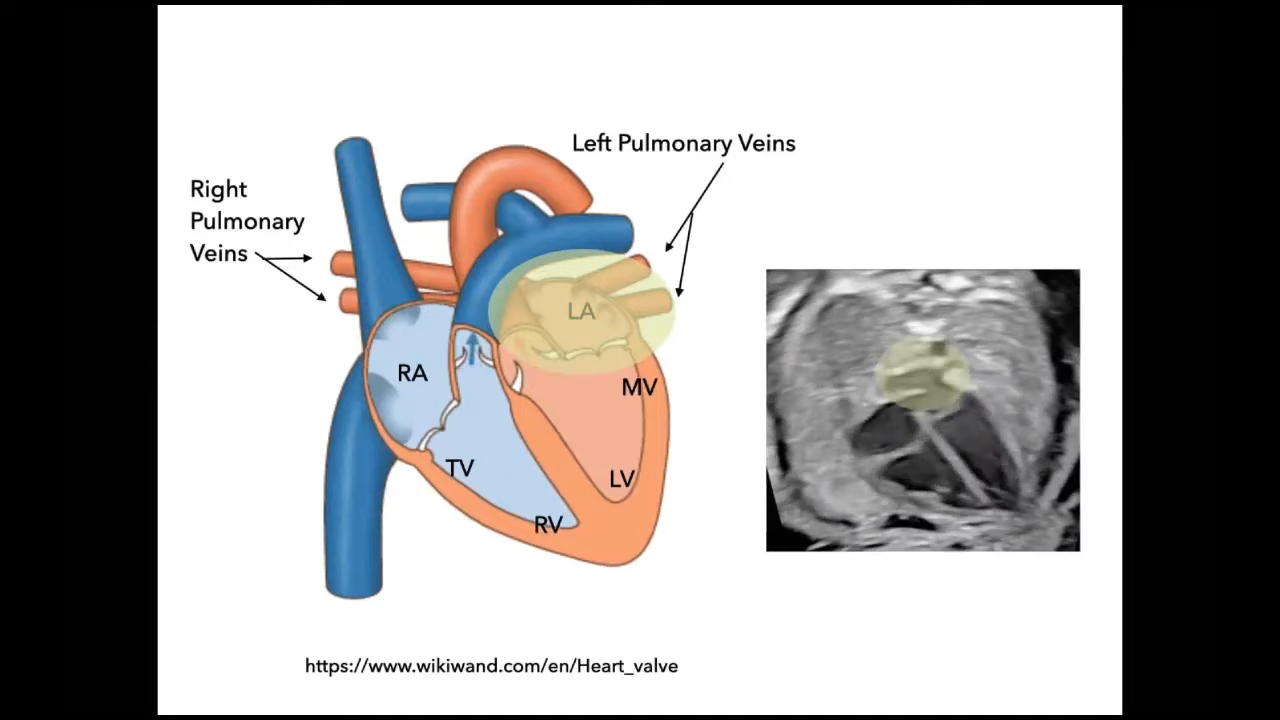 Left Pulmonary Veins
Right
Pulmonary
Veins
LA
RA
MV
TV
LV
RV
https://www.wikiwand.com/en/Heart_valve